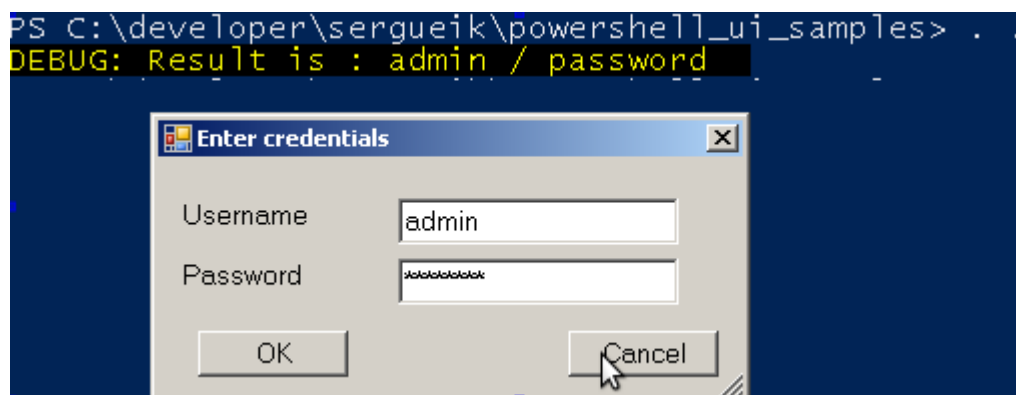 PS C:\developer\sergueik\powershell_ui_samples> . .
DEBUG: Result is : admin / password
Enter credentials
Username
admin
Password
*********
OK
Cancel